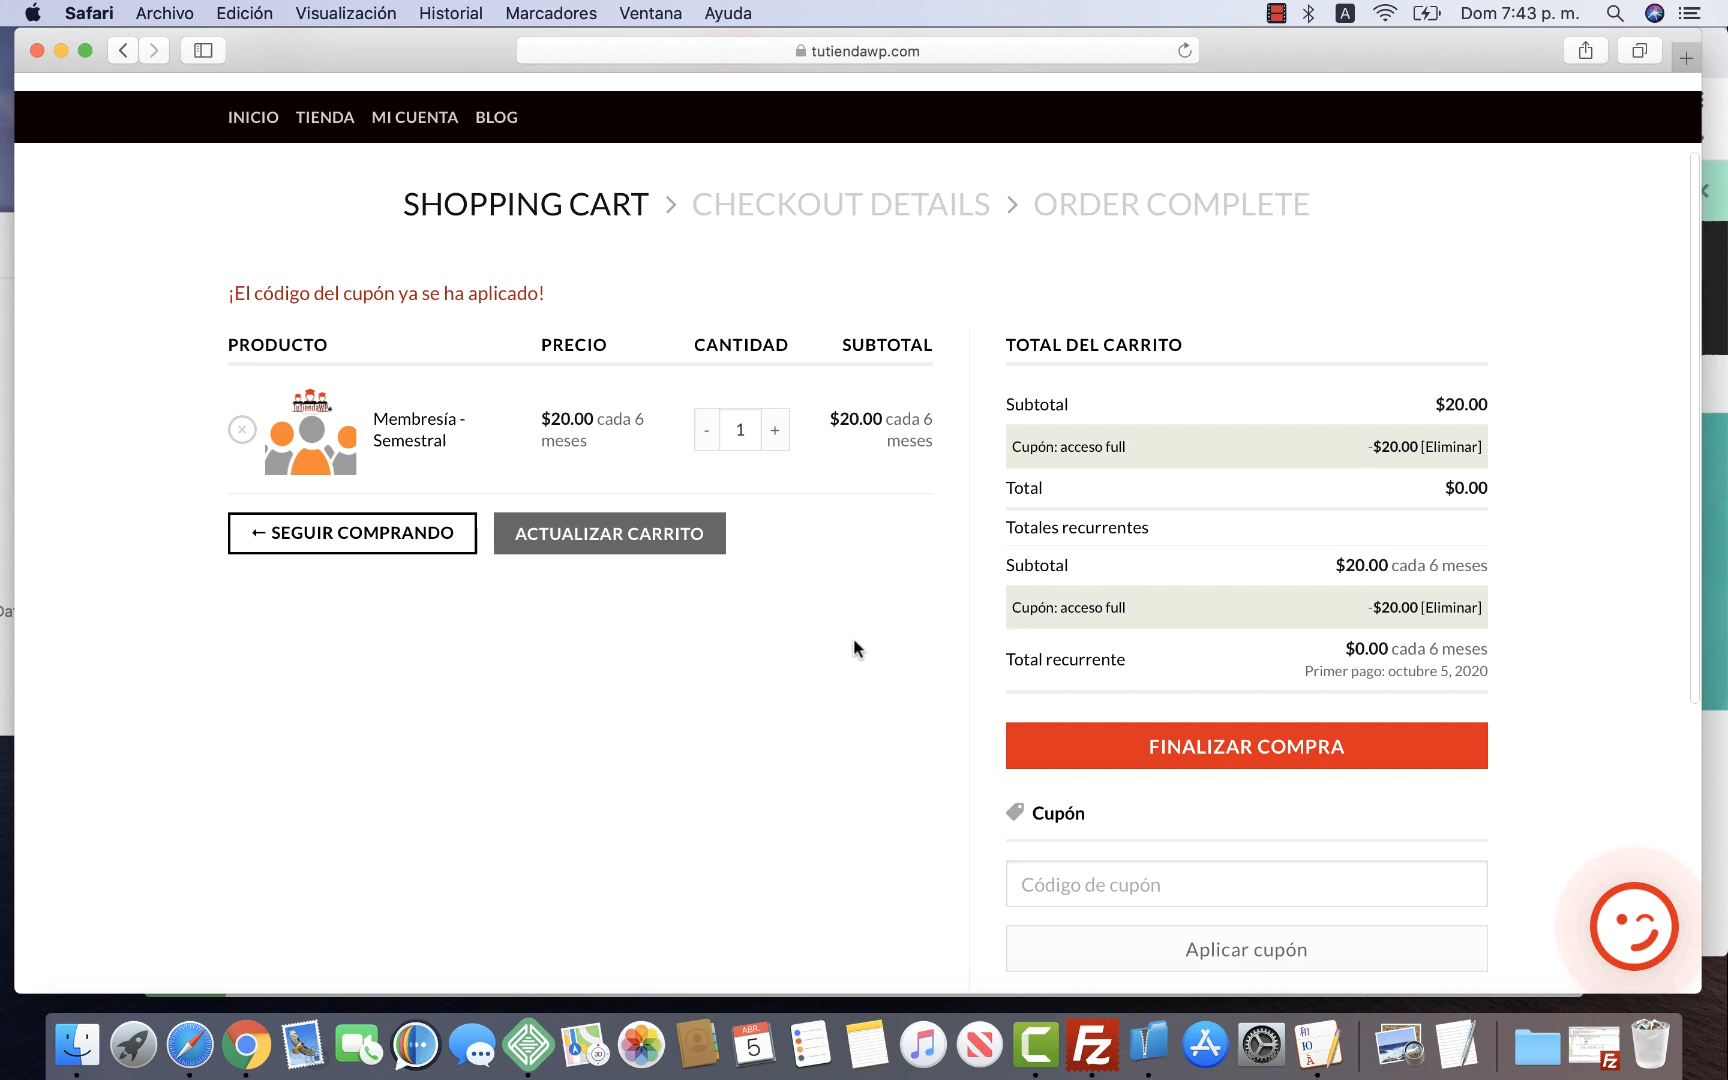 Safari Archivo Edición Visualización Historial Marcadores Ventana Ayuda
A
Dom 7:43 p. m.
tutiendawp.com
INICIO TIENDA MI CUENTA BLOG
SHOPPING CART > CHECKOUT DETAILS > ORDER COMPLETE
¡El código del cupón ya se ha aplicado!
PRODUCTO PRECIO CANTIDAD SUBTOTAL
Membresía -
Semestral
$20.00 cada 6
meses
- 1 +
$20.00 cada 6
meses
← SEGUIR COMPRANDO
ACTUALIZAR CARRITO
TOTAL DEL CARRITO
Subtotal $20.00
Cupón: acceso full -$20.00 [Eliminar]
Total $0.00
Totales recurrentes
Subtotal $20.00 cada 6 meses
Cupón: acceso full -$20.00 [Eliminar]
Total recurrente $0.00 cada 6 meses
Primer pago: octubre 5, 2020
FINALIZAR COMPRA
Cupón
Código de cupón
Aplicar cupón
ABR.
5